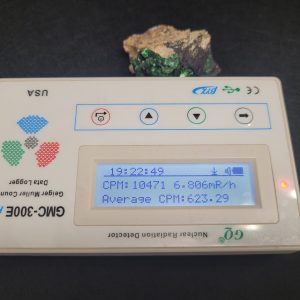 19:22:49
CPM:10471 6.806mR/h
Average CPM:623.29
USA
GQ
Nuclear Radiation Detector
GMC-300E
Geiger Muller Counter
Data Logger
CE